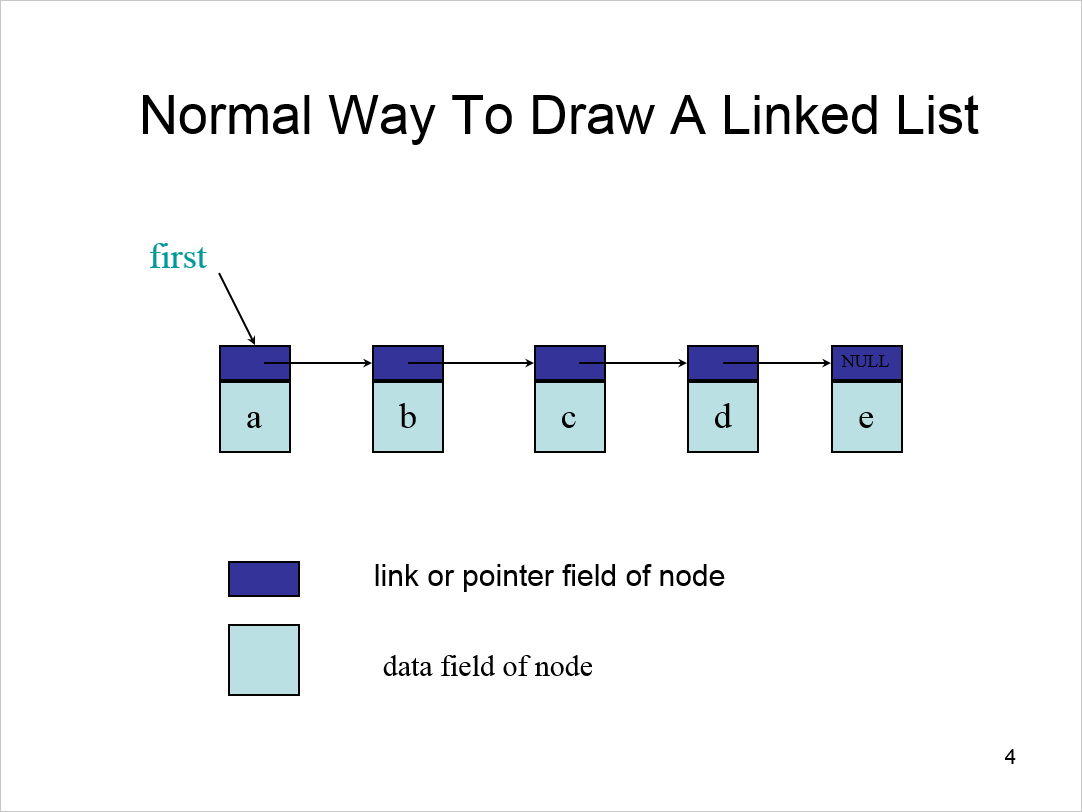 Normal Way To Draw A Linked List
first
NULL
a b c d e
link or pointer field of node
data field of node
4